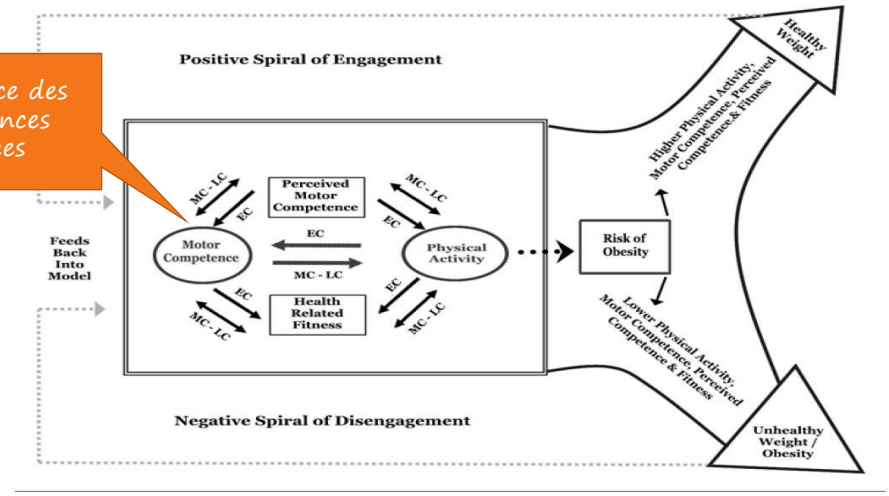 Positive Spiral of Engagement
ce des
nces
es
Healthy
Weight
Higher Physical Activity,
Motor Competence, Perceived
Competence & Fitness
MC - LC
EC
Perceived
Motor
Competence
MC - LC
EC
Feeds
Back
Into
Model
Motor
Competence
EC
MC - LC
Physical
Activity
Risk of
Obesity
EC
MC - LC
Health
Related
Fitness
EC
MC - LC
Lower Physical Activity,
Motor Competence, Perceived
Competence & Fitness
Negative Spiral of Disengagement
Unhealthy
Weight /
Obesity